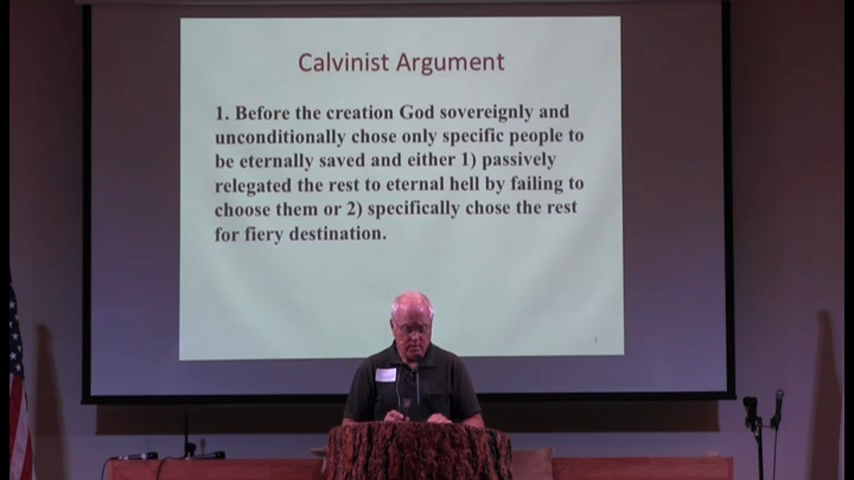 Calvinist Argument
1. Before the creation God sovereignly and
unconditionally chose only specific people to
be eternally saved and either 1) passively
relegated the rest to eternal hell by failing to
choose them or 2) specifically chose the rest
for fiery destination.